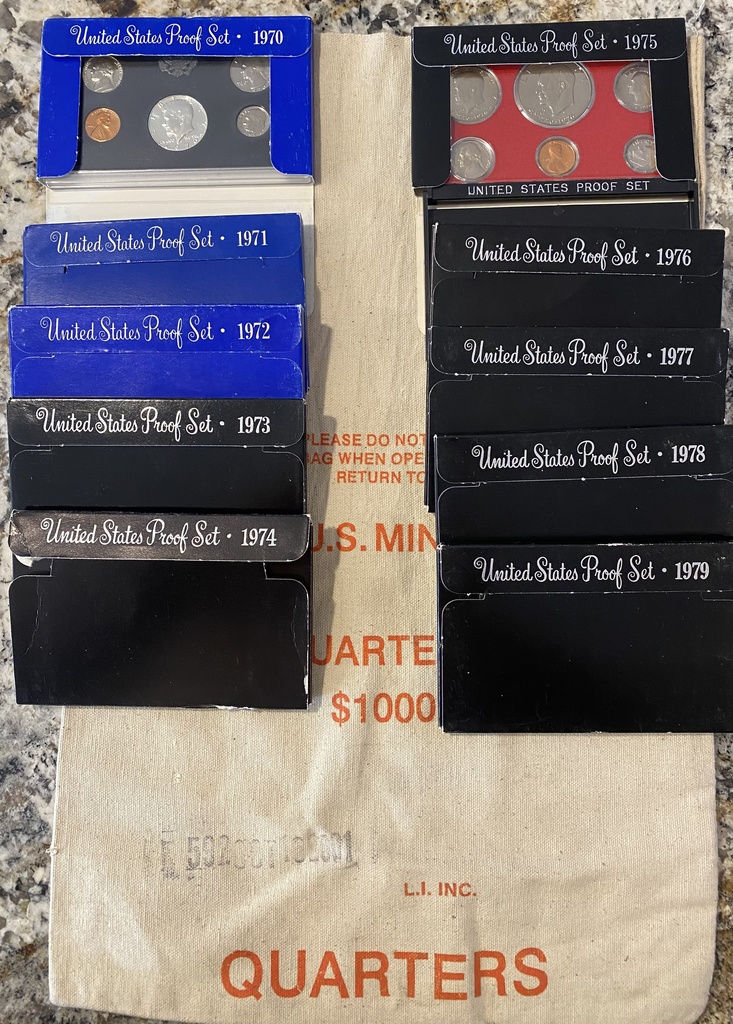 United States Proof Set · 1970
United States Proof Set · 1971
United States Proof Set · 1972
United States Proof Set · 1973
United States Proof Set · 1974
United States Proof Set · 1975
UNITED STATES PROOF SET
United States Proof Set · 1976
United States Proof Set · 1977
United States Proof Set · 1978
United States Proof Set · 1979
PLEASE DO NOT
BAG WHEN OPE
RETURN TO
U.S. MIN
UARTE
$1000
L.I. INC.
QUARTERS